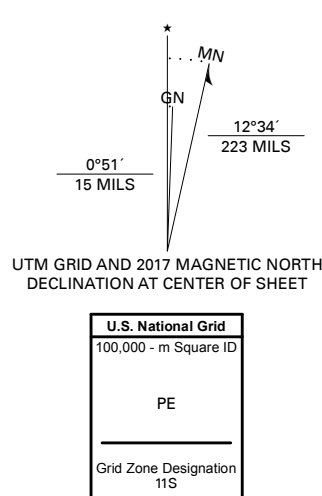 ★
MN
GN
12°34´
223 MILS
0°51´
15 MILS
UTM GRID AND 2017 MAGNETIC NORTH
DECLINATION AT CENTER OF SHEET
U.S. National Grid
100,000 - m Square ID
PE
Grid Zone Designation
11S